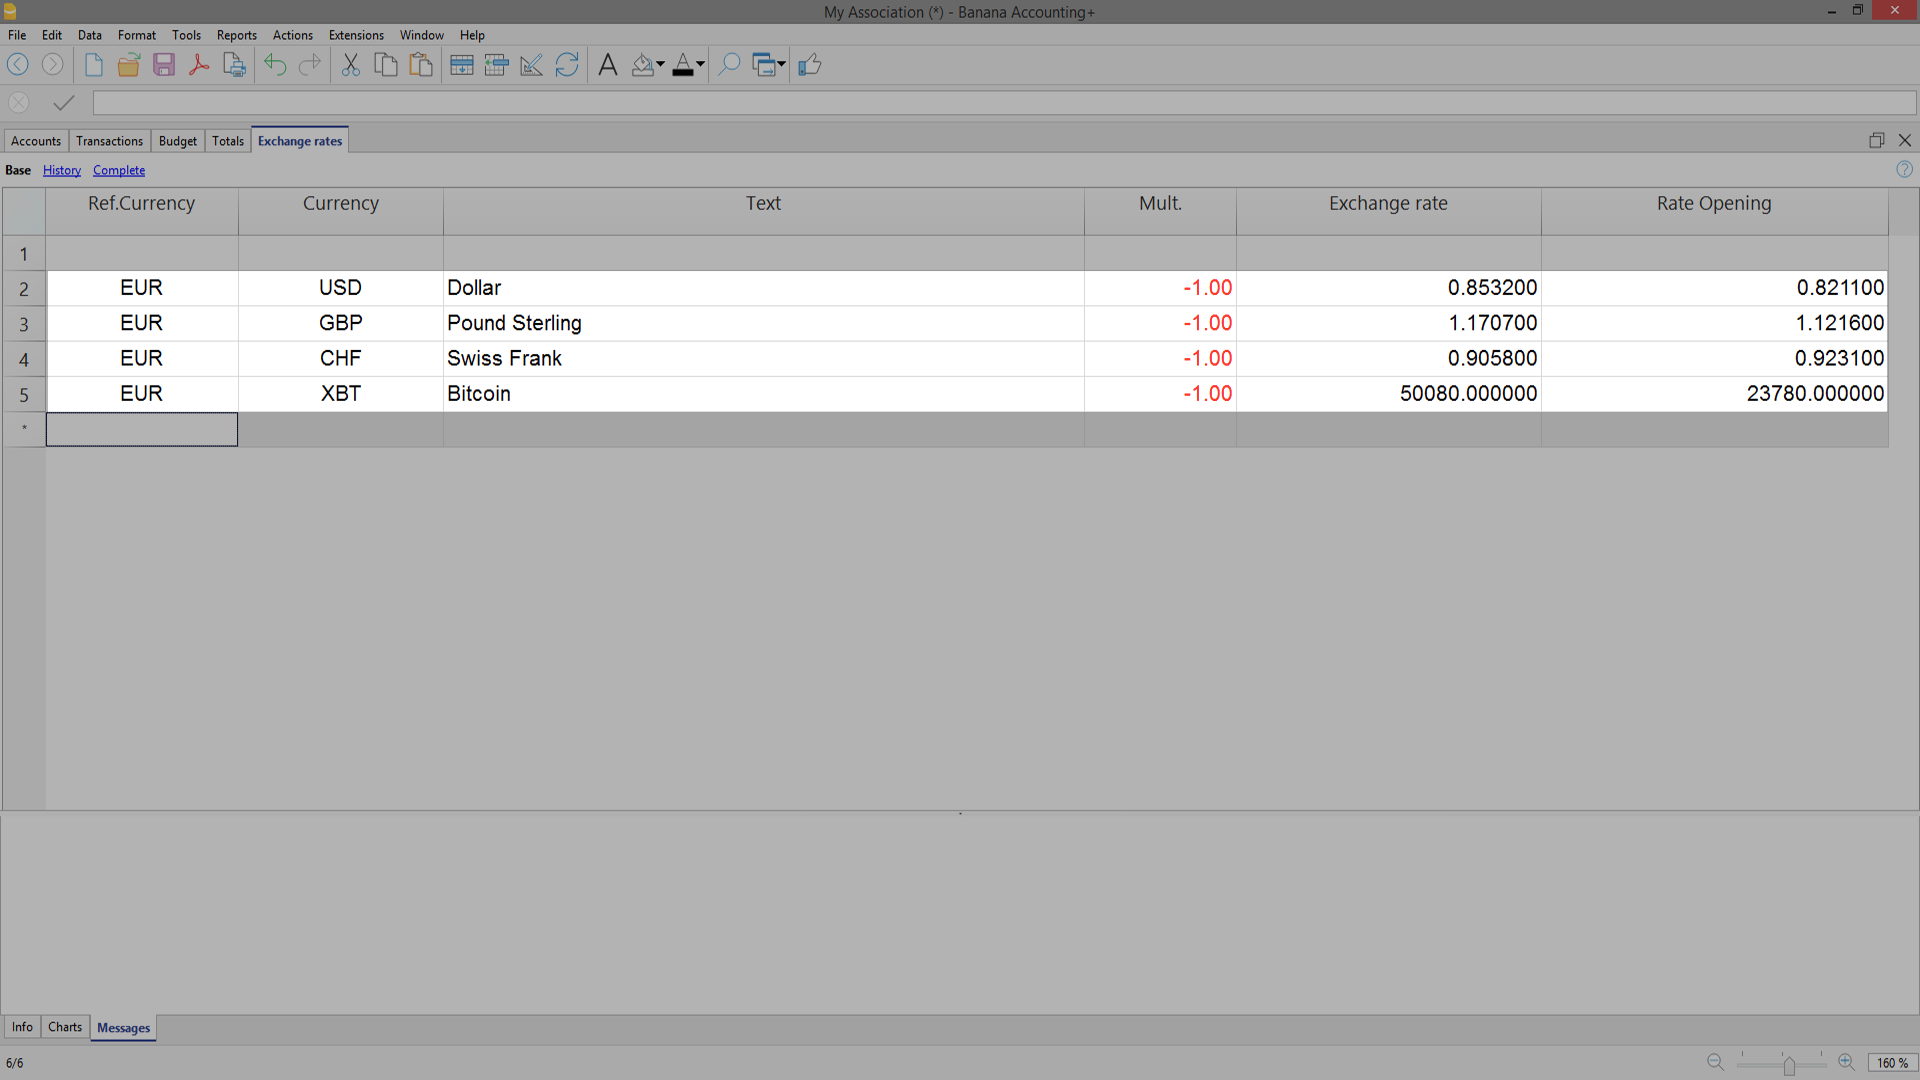 My Association (*) - Banana Accounting+
File Edit Data Format Tools Reports Actions Extensions Window Help
Accounts Transactions Budget Totals Exchange rates
Base History Complete
Ref.Currency Currency Text Mult. Exchange rate Rate Opening
1
2 EUR USD Dollar -1.00 0.853200 0.821100
3 EUR GBP Pound Sterling -1.00 1.170700 1.121600
4 EUR CHF Swiss Frank -1.00 0.905800 0.923100
5 EUR XBT Bitcoin -1.00 50080.000000 23780.000000
*
Info Charts Messages
6/6 160 %